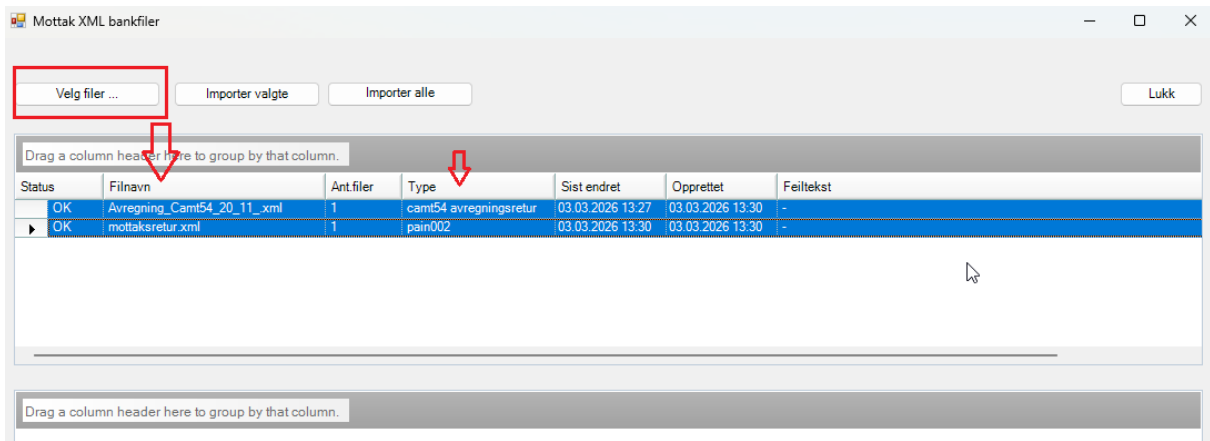 Mottak XML bankfiler
Velg filer ... Importer valgte Importer alle Lukk
Drag a column header here to group by that column.
Status Filnavn Ant.filer Type Sist endret Opprettet Feiltekst
OK Avregning_Camt54_20_11_.xml 1 camt54 avregningsretur 03.03.2026 13:27 03.03.2026 13:30 -
OK mottaksretur.xml 1 pain002 03.03.2026 13:30 03.03.2026 13:30 -
Drag a column header here to group by that column.